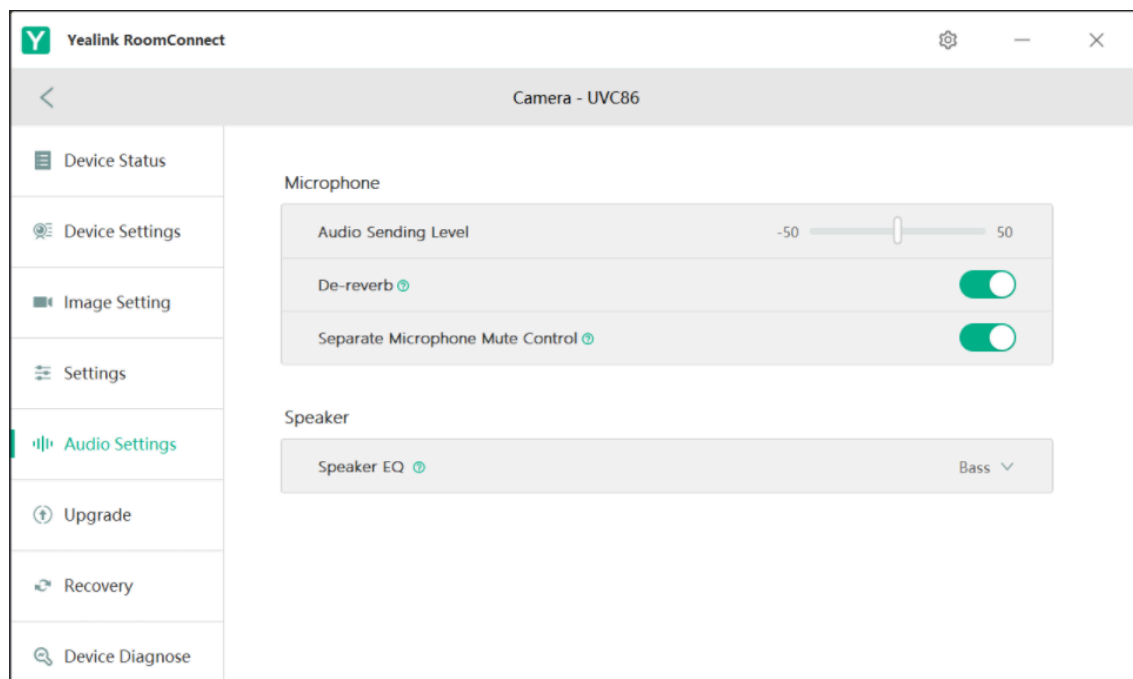 Y Yealink RoomConnect
Camera - UVC86
Device Status
Device Settings
Image Setting
Settings
Audio Settings
Upgrade
Recovery
Device Diagnose
Microphone
Audio Sending Level -50 50
De-reverb ?
Separate Microphone Mute Control ?
Speaker
Speaker EQ ? Bass